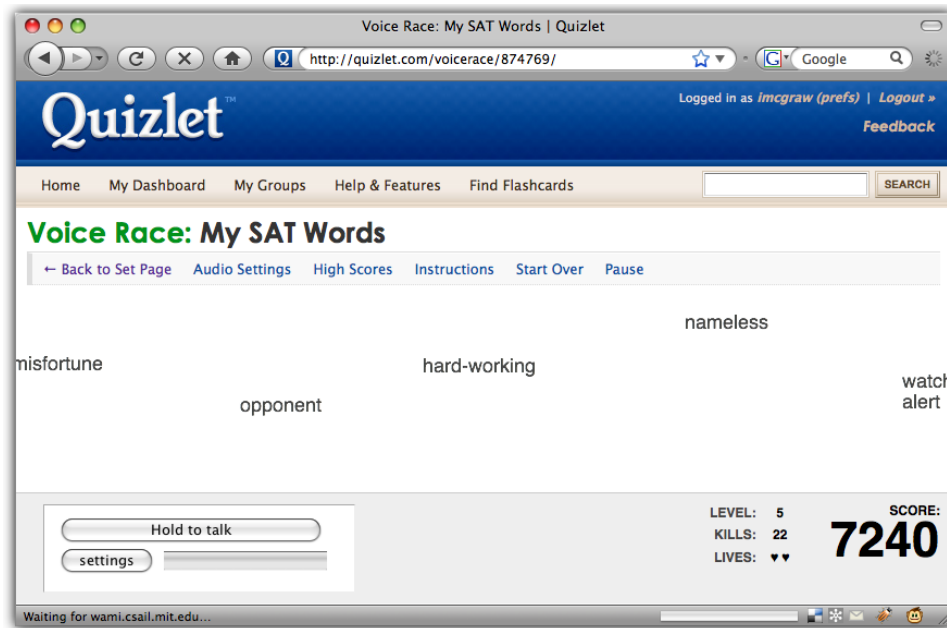 Voice Race: My SAT Words | Quizlet
Q http://quizlet.com/voicerace/874769/ G Google
Quizlet™
Logged in as imcgraw (prefs) | Logout »
Feedback
Home My Dashboard My Groups Help & Features Find Flashcards SEARCH
Voice Race: My SAT Words
← Back to Set Page Audio Settings High Scores Instructions Start Over Pause
nameless
misfortune
hard-working
watch
alert
opponent
Hold to talk
settings
LEVEL: 5
KILLS: 22
LIVES: ♥♥
SCORE:
7240
Waiting for wami.csail.mit.edu...